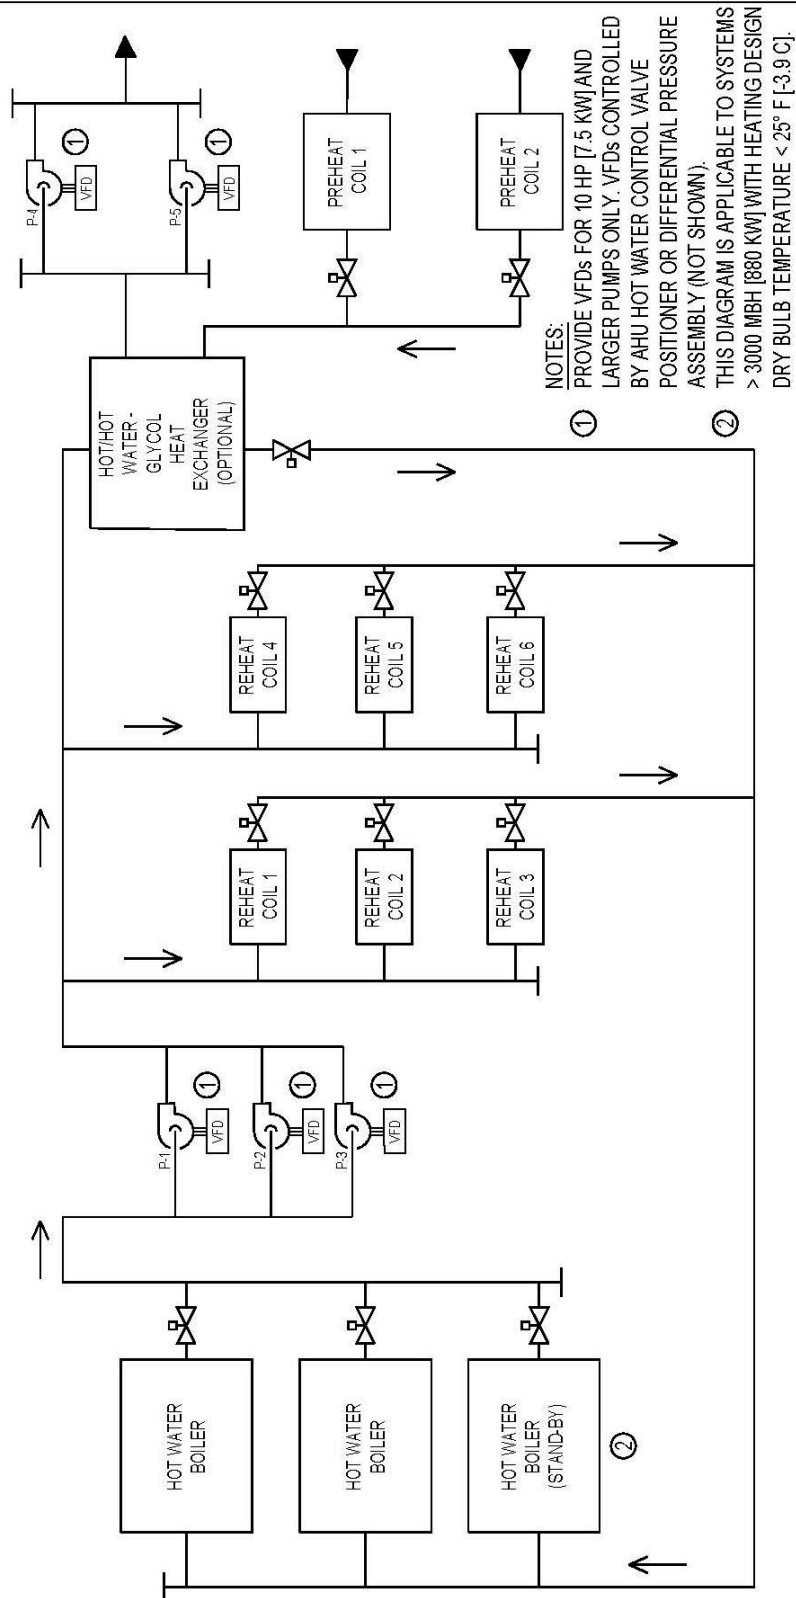 HOT WATER
BOILER
HOT WATER
BOILER
HOT WATER
BOILER
(STAND-BY)
2
P-1
VFD
1
P-2
VFD
1
P-3
VFD
1
REHEAT
COIL 1
REHEAT
COIL 2
REHEAT
COIL 3
REHEAT
COIL 4
REHEAT
COIL 5
REHEAT
COIL 6
HOT/HOT
WATER -
GLYCOL
HEAT
EXCHANGER
(OPTIONAL)
P-4
VFD
1
P-5
VFD
1
PREHEAT
COIL 1
PREHEAT
COIL 2
NOTES:
1 PROVIDE VFDs FOR 10 HP [7.5 KW] AND
LARGER PUMPS ONLY. VFDs CONTROLLED
BY AHU HOT WATER CONTROL VALVE
POSITIONER OR DIFFERENTIAL PRESSURE
ASSEMBLY (NOT SHOWN).
2 THIS DIAGRAM IS APPLICABLE TO SYSTEMS
> 3000 MBH [880 KW] WITH HEATING DESIGN
DRY BULB TEMPERATURE < 25° F [-3.9 C].